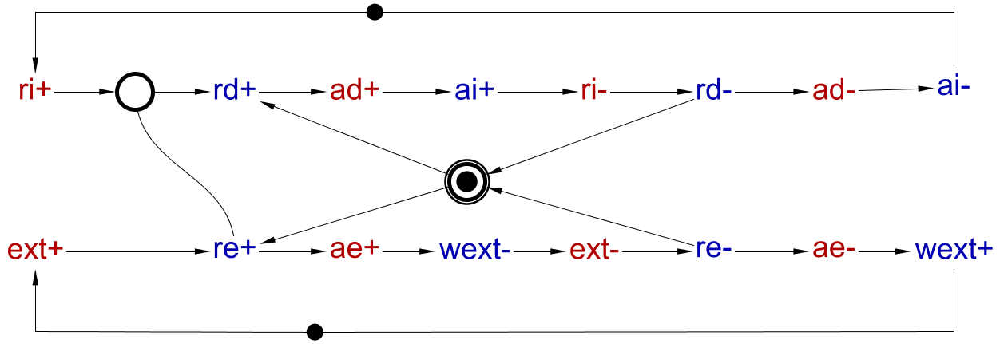 ri+ rd+ ad+ ai+ ri- rd- ad- ai-
ext+ re+ ae+ wext- ext- re- ae- wext+